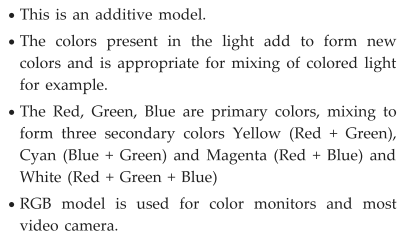 • This is an additive model.
• The colors present in the light add to form new
colors and is appropriate for mixing of colored light
for example.
• The Red, Green, Blue are primary colors, mixing to
form three secondary colors Yellow (Red + Green),
Cyan (Blue + Green) and Magenta (Red + Blue) and
White (Red + Green + Blue)
• RGB model is used for color monitors and most
video camera.